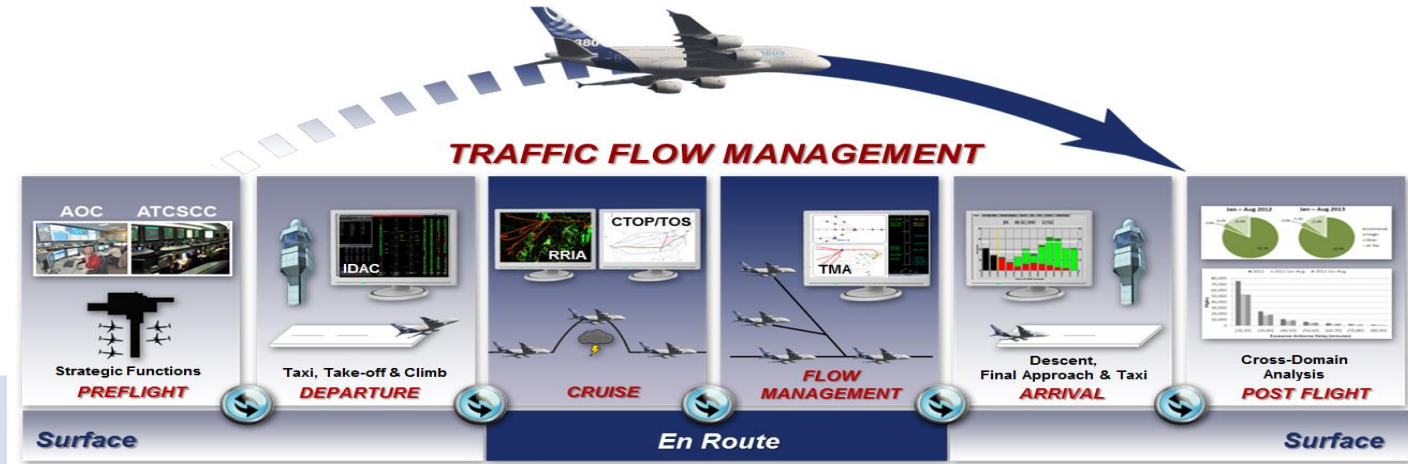 380
AIRBUS
TRAFFIC FLOW MANAGEMENT
AOC ATCSCC
Strategic Functions
PREFLIGHT
IDAC
Taxi, Take-off & Climb
DEPARTURE
RRIA
CTOP/TOS
CRUISE
TMA
FLOW
MANAGEMENT
Descent,
Final Approach & Taxi
ARRIVAL
Jan – Aug 2012 Jan – Aug 2013
Cross-Domain
Analysis
POST FLIGHT
Surface
En Route
Surface